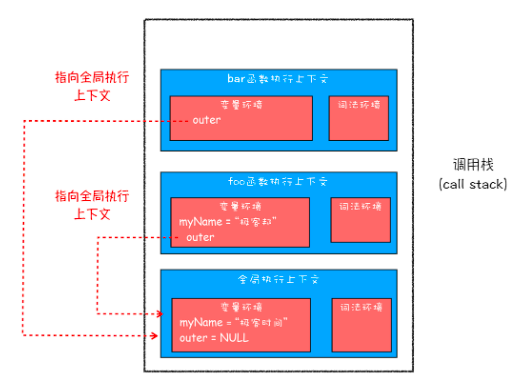 bar函数执行上下文
指向全局执行
上下文
变量环境
词法环境
outer
调用栈
(call stack)
foo函数执行上下文
指向全局执行
上下文
变量环境
词法环境
myName = "极客邦"
outer
全局执行上下文
变量环境
词法环境
myName = "极客时间"
outer = NULL